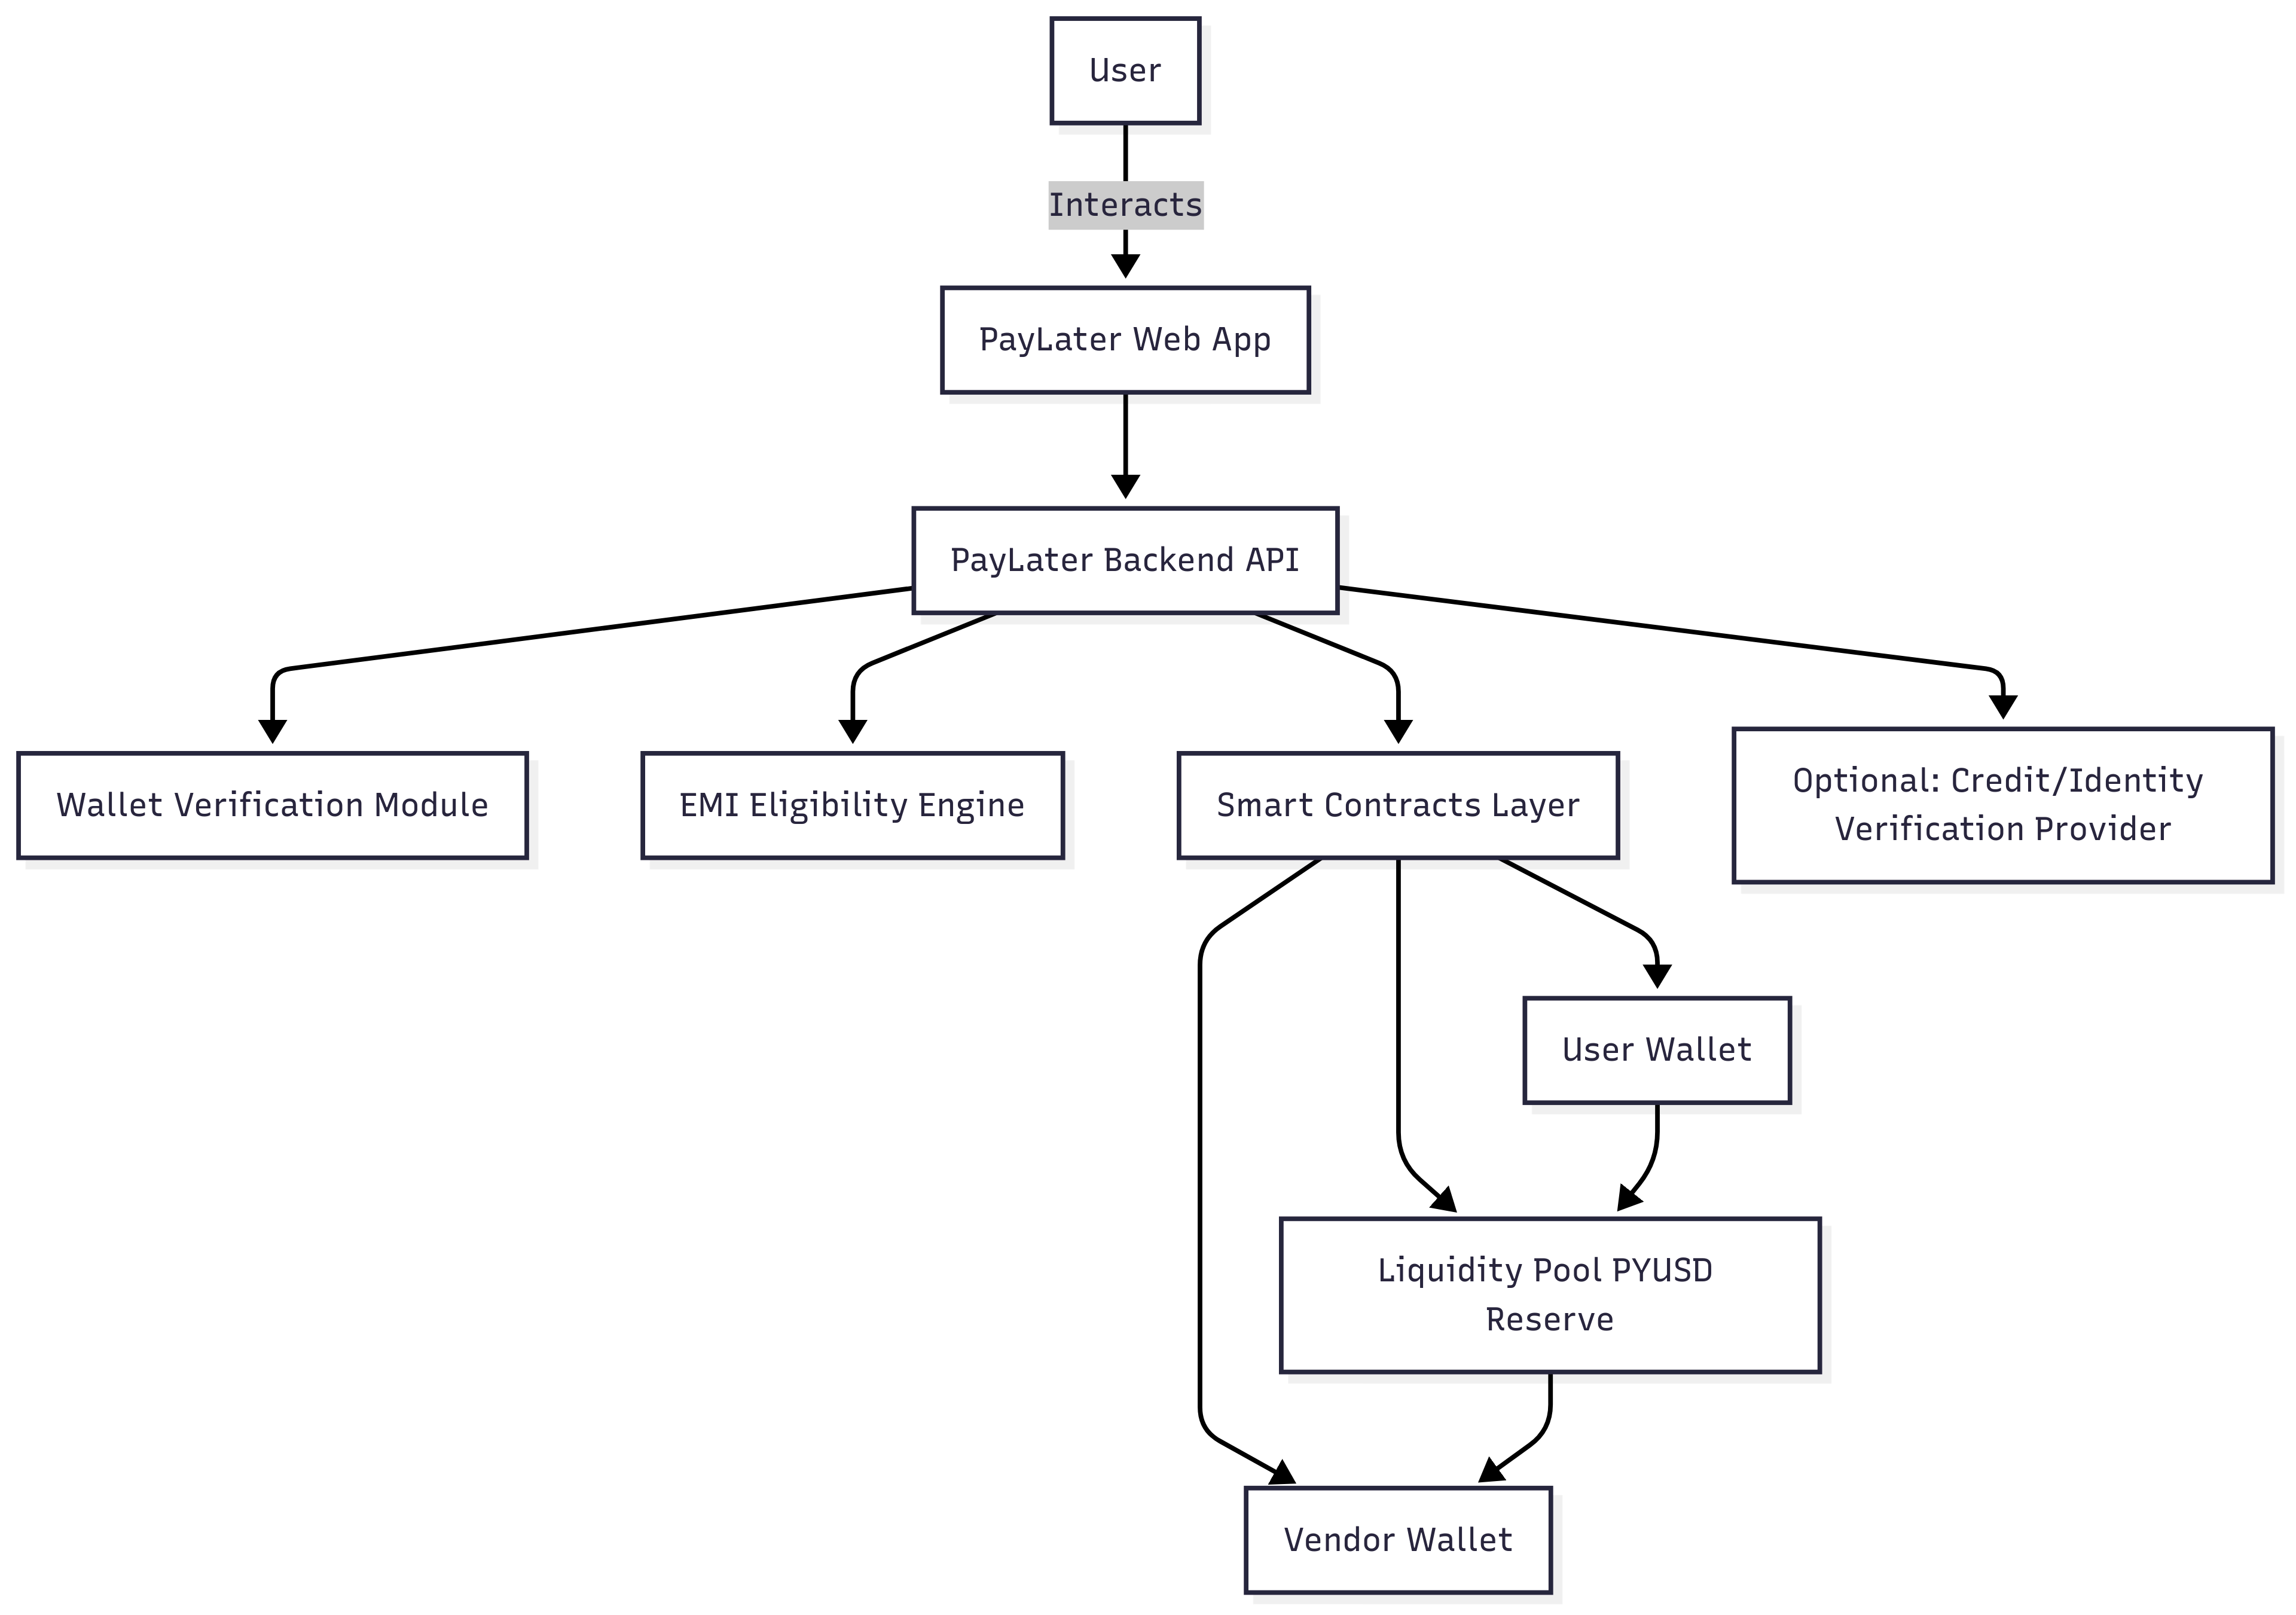 User
Interacts
PayLater Web App
PayLater Backend API
Wallet Verification Module
EMI Eligibility Engine
Smart Contracts Layer
Optional: Credit/Identity
Verification Provider
User Wallet
Liquidity Pool PYUSD
Reserve
Vendor Wallet